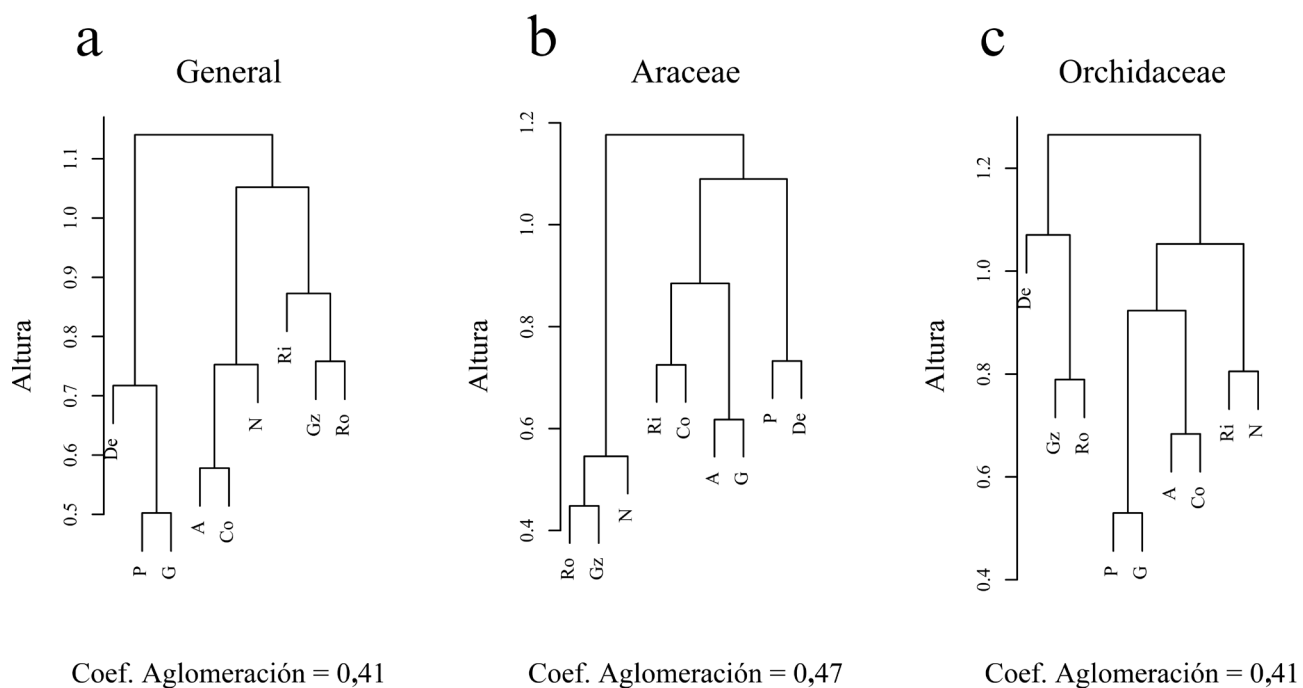 a
General
Altura
1.1
1.0
0.9
0.8
0.7
0.6
0.5
De
P
G
A
Co
N
Ri
Gz
Ro
Coef. Aglomeración = 0,41
b
Araceae
Altura
1.2
1.0
0.8
0.6
0.4
Ro
Gz
N
Ri
Co
A
G
P
De
Coef. Aglomeración = 0,47
c
Orchidaceae
Altura
1.2
1.0
0.8
0.6
0.4
De
Gz
Ro
P
G
A
Co
Ri
N
Coef. Aglomeración = 0,41